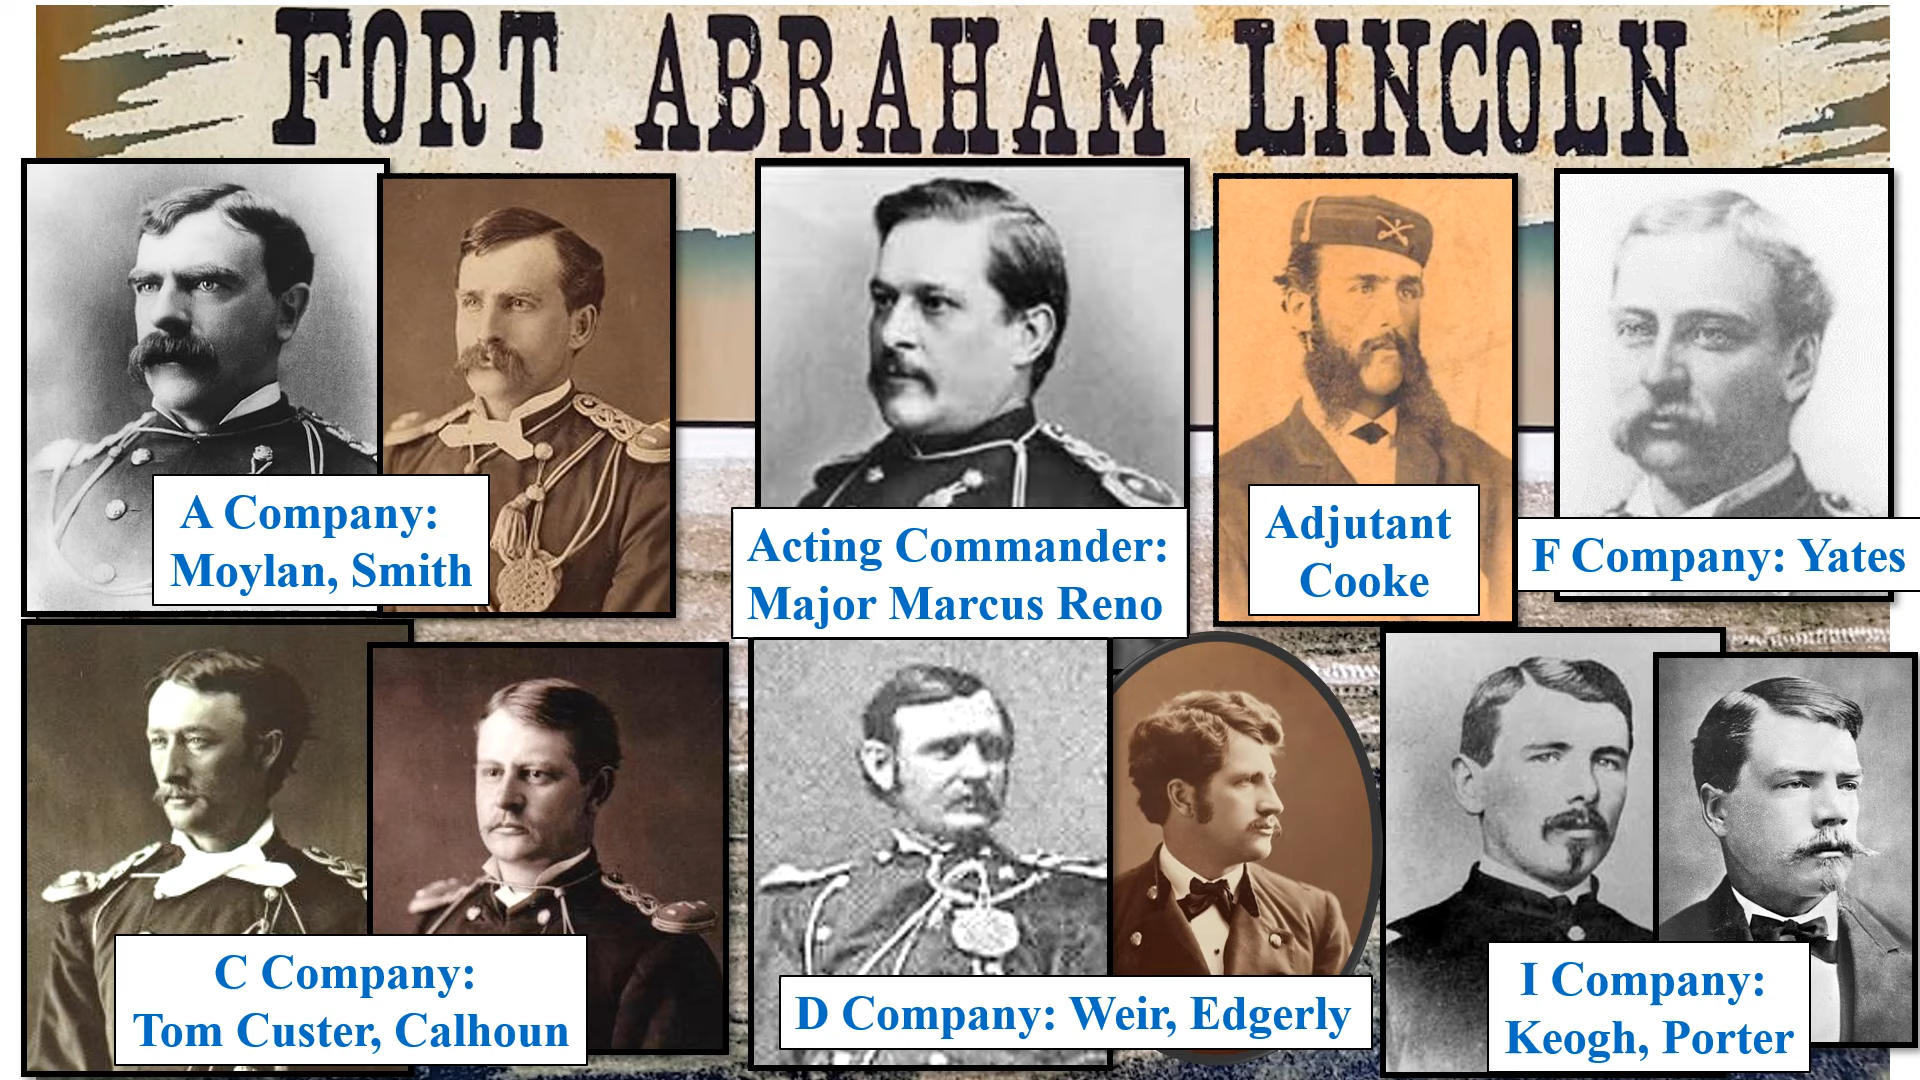 FORT ABRAHAM LINCOLN
A Company:
Moylan, Smith
Acting Commander:
Major Marcus Reno
Adjutant
Cooke
F Company: Yates
C Company:
Tom Custer, Calhoun
D Company: Weir, Edgerly
I Company:
Keogh, Porter